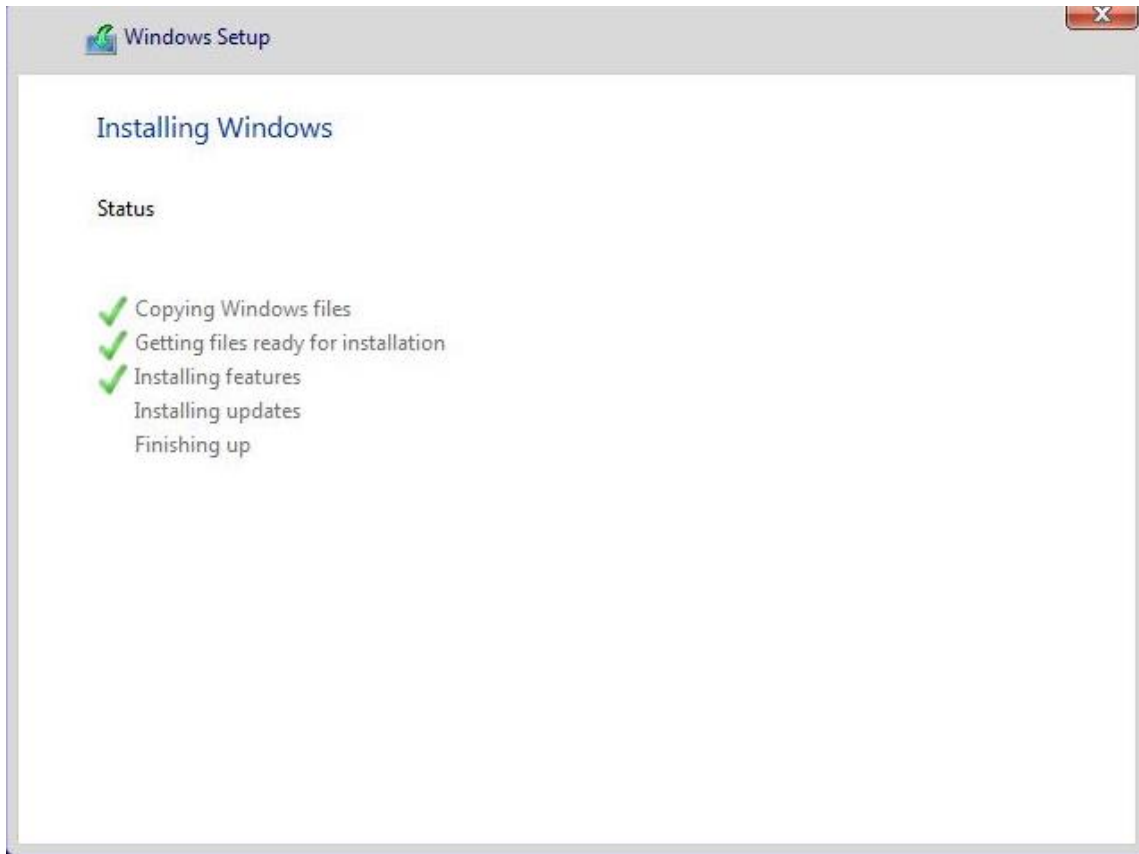 Windows Setup
Installing Windows
Status
Copying Windows files
Getting files ready for installation
Installing features
Installing updates
Finishing up